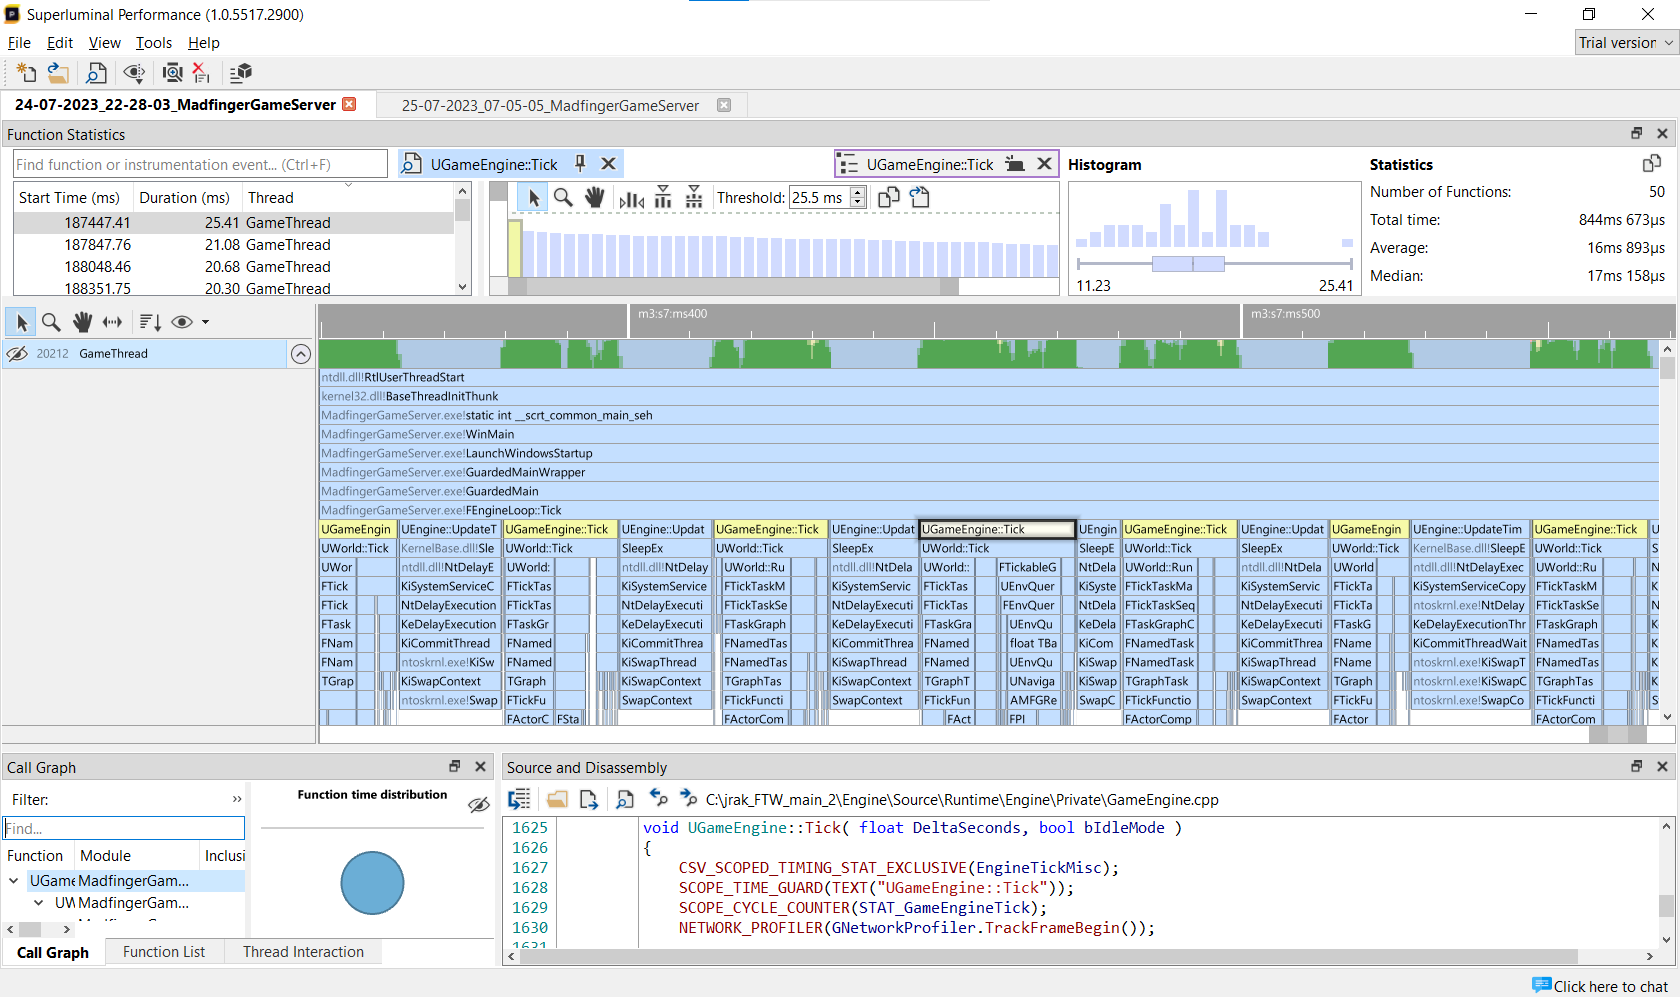 Superluminal Performance (1.0.5517.2900)
File Edit View Tools Help
Trial version
24-07-2023_22-28-03_MadfingerGameServer 25-07-2023_07-05-05_MadfingerGameServer
Function Statistics
Find function or instrumentation event... (Ctrl+F) UGameEngine::Tick UGameEngine::Tick Histogram Statistics
Start Time (ms) Duration (ms) Thread Threshold: 25.5 ms Number of Functions: 50
187447.41 25.41 GameThread Total time: 844ms 673µs
187847.76 21.08 GameThread Average: 16ms 893µs
188048.46 20.68 GameThread Median: 17ms 158µs
188351.75 20.30 GameThread 11.23 25.41
m3:s7:ms400 m3:s7:ms500
20212 GameThread
ntdll.dll!RtlUserThreadStart
kernel32.dll!BaseThreadInitThunk
MadfingerGameServer.exe!static int __scrt_common_main_seh
MadfingerGameServer.exe!WinMain
MadfingerGameServer.exe!LaunchWindowsStartup
MadfingerGameServer.exe!GuardedMainWrapper
MadfingerGameServer.exe!GuardedMain
MadfingerGameServer.exe!FEngineLoop::Tick
UGameEngin UEngine::UpdateT UGameEngine::Tick UEngine::Updat UGameEngine::Tick UEngine::Updat UGameEngine::Tick UEngin UGameEngine::Tick UEngine::Updat UGameEngin UEngine::UpdateTim UGameEngine::Tick U
UWorld::Tick KernelBase.dll!Sle UWorld::Tick SleepEx UWorld::Tick SleepEx UWorld::Tick SleepE UWorld::Tick SleepEx UWorld::Tick KernelBase.dll!SleepE UWorld::Tick S
UWor ntdll.dll!NtDelayE UWorld: ntdll.dll!NtDelay UWorld::Ru ntdll.dll!NtDela UWorld:: FTickableG NtDela UWorld::Run ntdll.dll!NtDela UWorld ntdll.dll!NtDelayExec UWorld::Ru N
FTick KiSystemServiceC FTickTas KiSystemService FTickTaskM KiSystemServic FTickTas UEnvQuer KiSyste FTickTaskMa KiSystemServic FTickTa KiSystemServiceCopy FTickTaskM Ki
FTick NtDelayExecution FTickTas NtDelayExecuti FTickTaskSe NtDelayExecuti FTickTas FEnvQuer NtDela FTickTaskSeq NtDelayExecuti FTickTa ntoskrnl.exe!NtDelay FTickTaskSe N
FTask KeDelayExecution FTaskGr KeDelayExecuti FTaskGraph KeDelayExecuti FTaskGra UEnvQu KeDela FTaskGraphC KeDelayExecuti FTaskG KeDelayExecutionThr FTaskGraph K
FNam KiCommitThread FNamed KiCommitThrea FNamedTas KiCommitThrea FNamed float TBa KiCom FNamedTask KiCommitThrea FName KiCommitThreadWait FNamedTas K
FNam ntoskrnl.exe!KiSw FNamed KiSwapThread FNamedTas KiSwapThread FNamed UEnvQu KiSwap FNamedTask KiSwapThread FName ntoskrnl.exe!KiSwapT FNamedTas K
TGrap KiSwapContext TGraph KiSwapContext TGraphTas KiSwapContext TGraphT UNaviga KiSwap TGraphTask KiSwapContext TGraph ntoskrnl.exe!KiSwapC TGraphTas K
ntoskrnl.exe!Swap FTickFu SwapContext FTickFuncti SwapContext FTickFun AMFGRe SwapC FTickFunctio SwapContext FTickFu ntoskrnl.exe!SwapCo FTickFuncti S
FActorC FSta FActorCom FAct FPI FActorComp FActor FActorCom
Call Graph Source and Disassembly
Filter: » Function time distribution C:\jrak_FTW_main_2\Engine\Source\Runtime\Engine\Private\GameEngine.cpp
Find...
Function Module Inclusi
UGame MadfingerGam...
UW MadfingerGam...
1625 void UGameEngine::Tick( float DeltaSeconds, bool bIdleMode )
1626 {
1627 CSV_SCOPED_TIMING_STAT_EXCLUSIVE(EngineTickMisc);
1628 SCOPE_TIME_GUARD(TEXT("UGameEngine::Tick"));
1629 SCOPE_CYCLE_COUNTER(STAT_GameEngineTick);
1630 NETWORK_PROFILER(GNetworkProfiler.TrackFrameBegin());
1631
Call Graph Function List Thread Interaction
Click here to chat